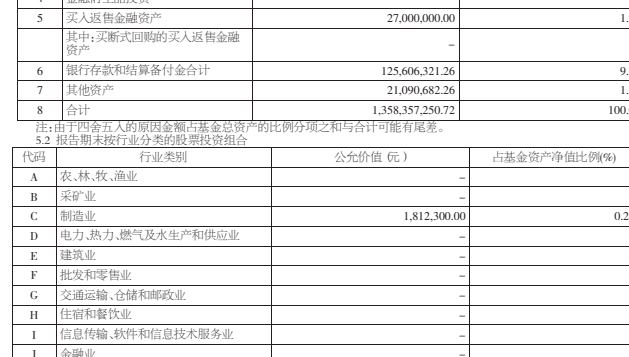 5 买入返售金融资产 27,000,000.00 1.
其中:买断式回购的买入返售金融
资产 –
6 银行存款和结算备付金合计 125,606,321.26 9.
7 其他资产 21,090,682.26 1.
8 合计 1,358,357,250.72 100.
注:由于四舍五入的原因金额占基金总资产的比例分项之和与合计可能有尾差。
5.2 报告期末按行业分类的股票投资组合
代码 行业类别 公允价值(元) 占基金资产净值比例(%)
A 农、林、牧、渔业 –
B 采矿业 –
C 制造业 1,812,300.00 0.2
D 电力、热力、燃气及水生产和供应业 –
E 建筑业 –
F 批发和零售业 –
G 交通运输、仓储和邮政业 –
H 住宿和餐饮业 –
I 信息传输、软件和信息技术服务业 –
J 金融业 –